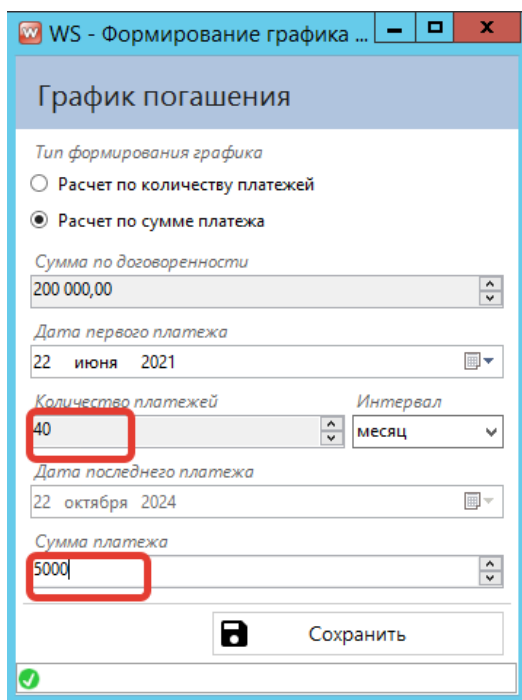 WS - Формирование графика ...
График погашения
Тип формирования графика
Расчет по количеству платежей
Расчет по сумме платежа
Сумма по договоренности
200 000,00
Дата первого платежа
22 июня 2021
Количество платежей Интервал
40 месяц
Дата последнего платежа
22 октября 2024
Сумма платежа
5000
Сохранить